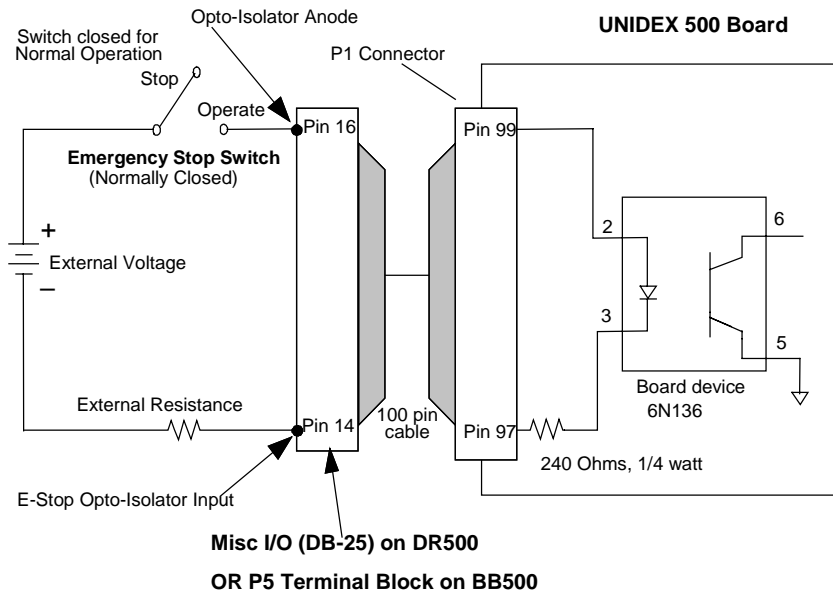 Opto-Isolator Anode
UNIDEX 500 Board
Switch closed for
Normal Operation
Stop
P1 Connector
Operate
Pin 16
Pin 99
Emergency Stop Switch
(Normally Closed)
2
6
+
External Voltage
−
3
5
Board device
6N136
External Resistance
Pin 14
100 pin
cable
Pin 97
240 Ohms, 1/4 watt
E-Stop Opto-Isolator Input
Misc I/O (DB-25) on DR500
OR P5 Terminal Block on BB500